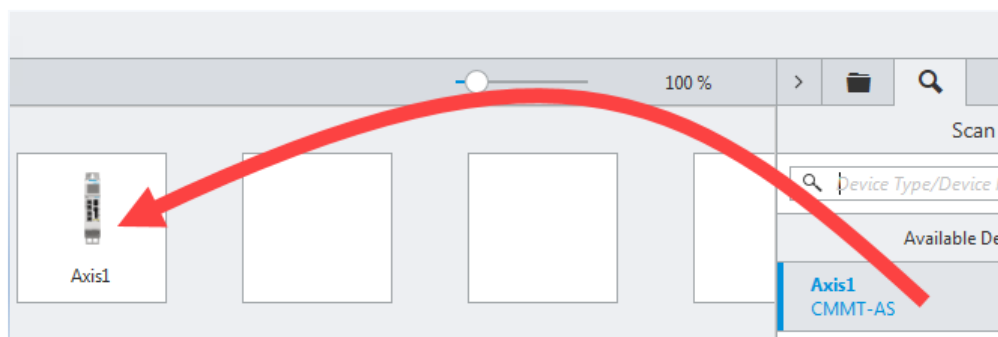 100 %
>
Scan
Device Type/Device
Available De
Axis1
CMMT-AS
Axis1